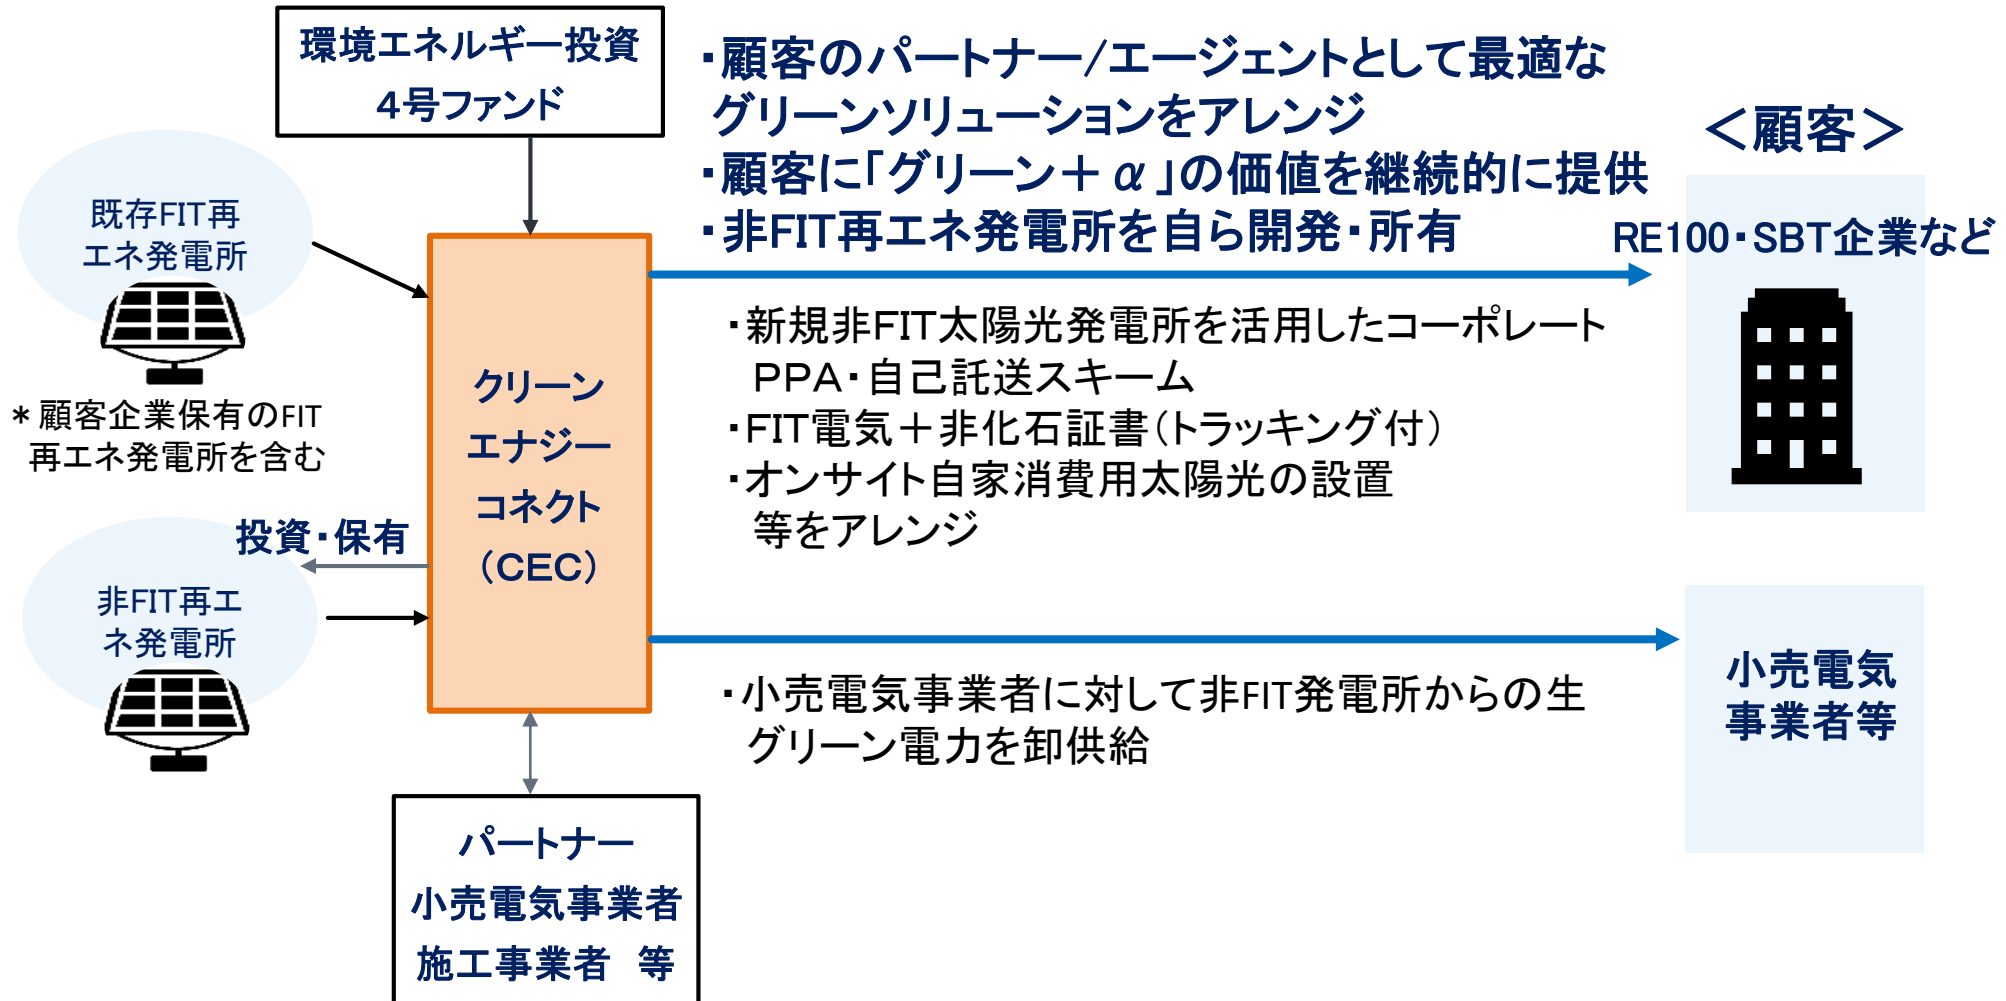 環境エネルギー投資
4号ファンド
・顧客のパートナー/エージェントとして最適な
グリーンソリューションをアレンジ
・顧客に「グリーン＋α」の価値を継続的に提供
・非FIT再エネ発電所を自ら開発・所有
＜顧客＞
RE100・SBT企業など
既存FIT再
エネ発電所
＊顧客企業保有のFIT
再エネ発電所を含む
投資・保有
非FIT再エ
ネ発電所
クリーン
エナジー
コネクト
（CEC）
・新規非FIT太陽光発電所を活用したコーポレート
PPA・自己託送スキーム
・FIT電気＋非化石証書（トラッキング付）
・オンサイト自家消費用太陽光の設置
等をアレンジ
・小売電気事業者に対して非FIT発電所からの生
グリーン電力を卸供給
小売電気
事業者等
パートナー
小売電気事業者
施工事業者　等